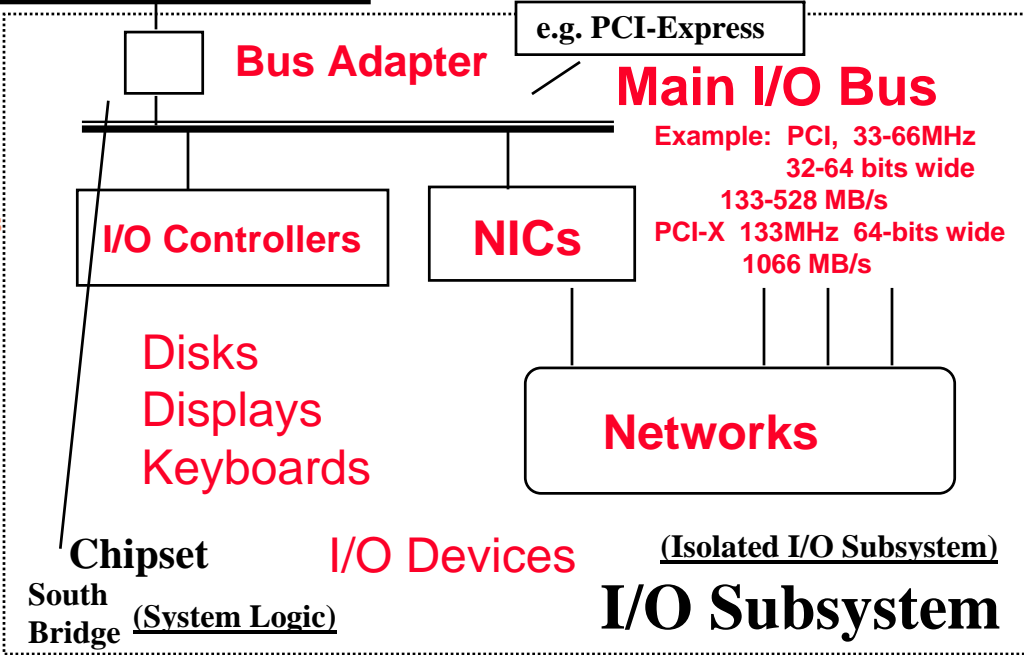 e.g. PCI-Express
Bus Adapter
Main I/O Bus
Example: PCI, 33-66MHz
32-64 bits wide
133-528 MB/s
PCI-X 133MHz 64-bits wide
1066 MB/s
I/O Controllers
NICs
Disks
Displays
Keyboards
Networks
Chipset
I/O Devices
(Isolated I/O Subsystem)
South
Bridge (System Logic)
I/O Subsystem